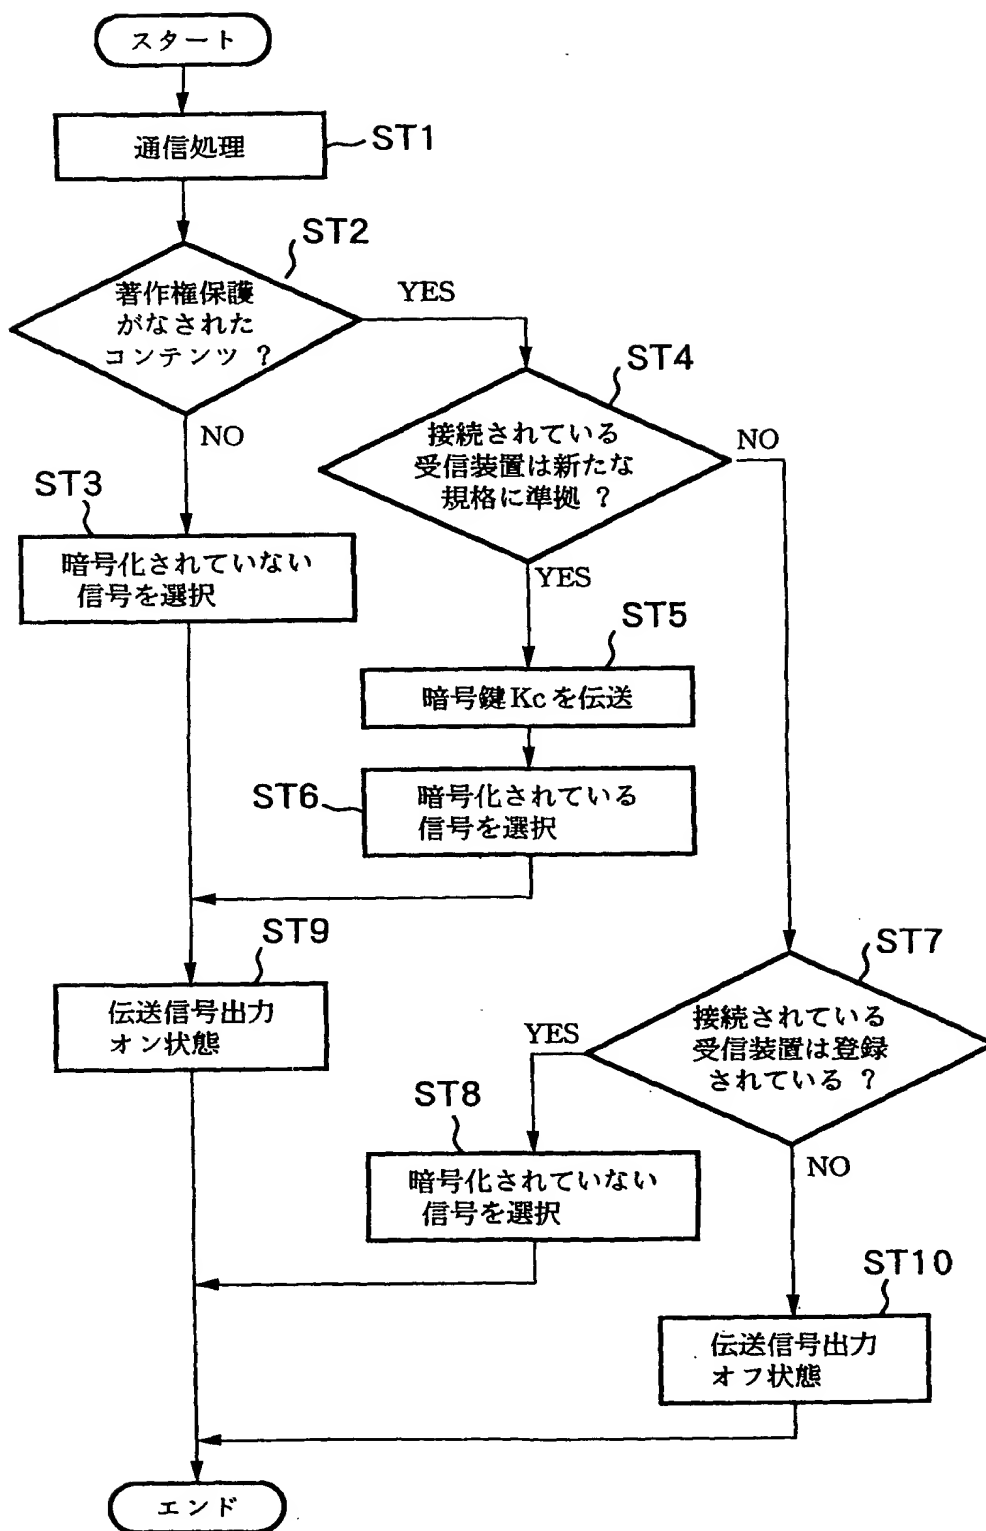 スタート
通信処理
ST1
ST2
著作権保護
がなされた
コンテンツ ?
YES
NO
ST4
接続されている
受信装置は新たな
規格に準拠 ?
NO
YES
ST3
暗号化されていない
信号を選択
ST5
暗号鍵Kcを伝送
ST6
暗号化されている
信号を選択
ST9
伝送信号出力
オン状態
ST7
接続されている
受信装置は登録
されている ?
YES
NO
ST8
暗号化されていない
信号を選択
ST10
伝送信号出力
オフ状態
エンド